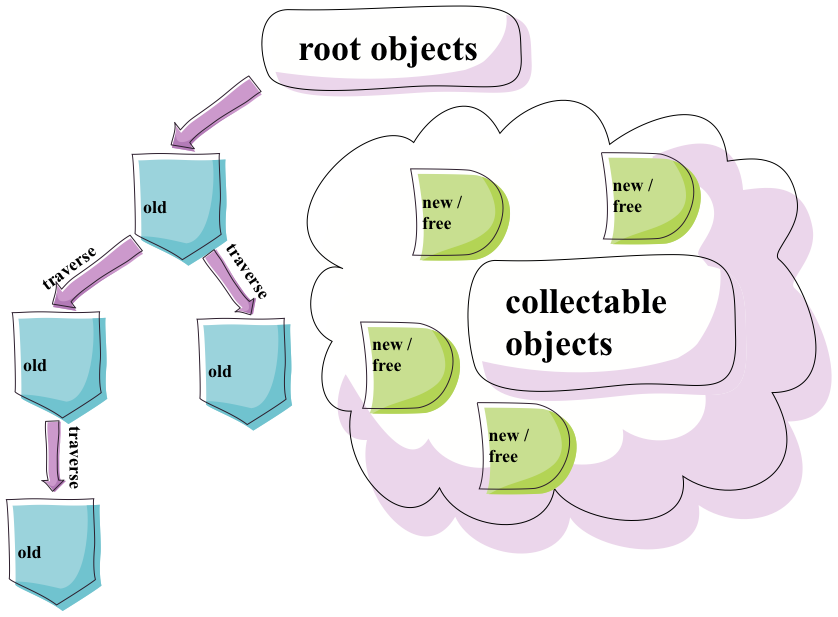 root objects
old
traverse
traverse
old
old
traverse
old
new /
free
new /
free
collectable
objects
new /
free
new /
free